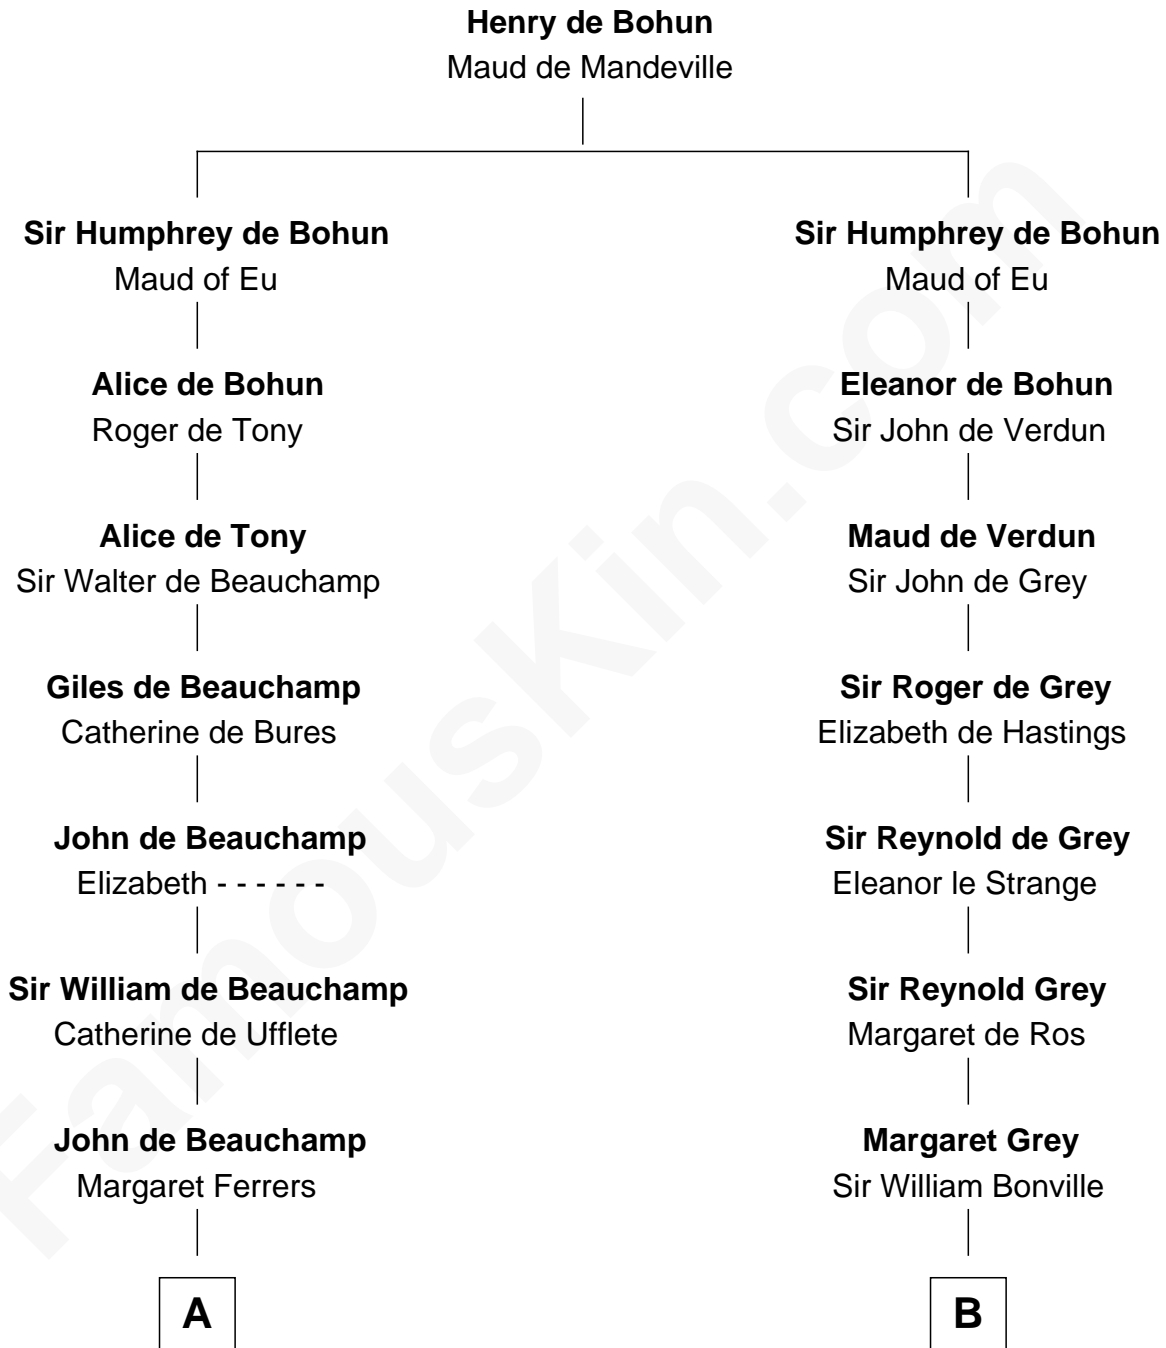 Henry de Bohun
Maud de Mandeville
Sir Humphrey de Bohun
Maud of Eu
Alice de Bohun
Roger de Tony
Alice de Tony
Sir Walter de Beauchamp
Giles de Beauchamp
Catherine de Bures
John de Beauchamp
Elizabeth - - - - - -
Sir William de Beauchamp
Catherine de Ufflete
John de Beauchamp
Margaret Ferrers
A
Sir Humphrey de Bohun
Maud of Eu
Eleanor de Bohun
Sir John de Verdun
Maud de Verdun
Sir John de Grey
Sir Roger de Grey
Elizabeth de Hastings
Sir Reynold de Grey
Eleanor le Strange
Sir Reynold Grey
Margaret de Ros
Margaret Grey
Sir William Bonville
B
FamousKin.com